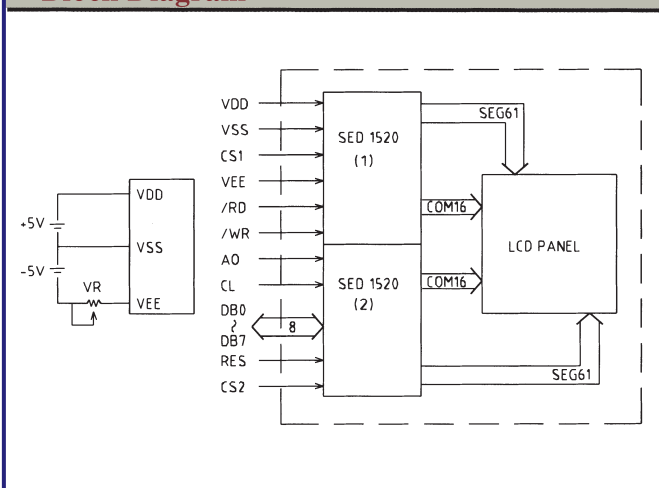 Block Diagram
VDD
VSS
VEE
+5V
-5V
VR
VDD
VSS
CS1
VEE
/RD
/WR
A0
CL
DB0
~
DB7
8
RES
CS2
SED 1520
(1)
SED 1520
(2)
SEG61
COM16
COM16
SEG61
LCD PANEL